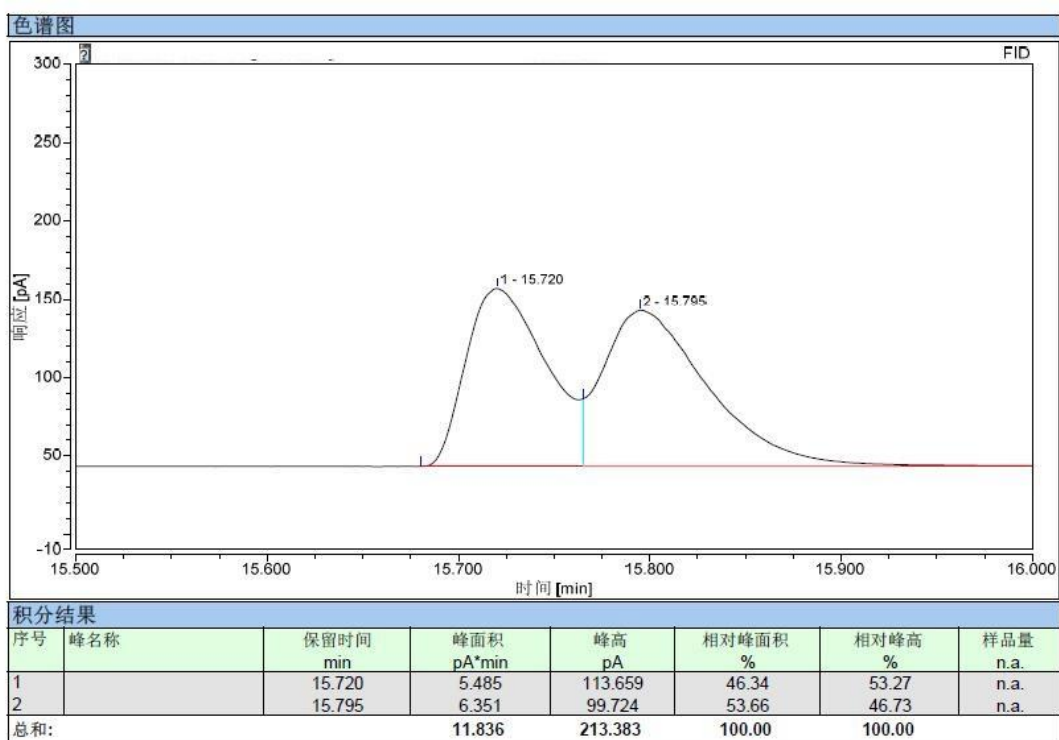 色谱图
FID
300
250
200
150
100
50
-10
响应 [pA]
1 - 15.720
2 - 15.795
15.500 15.600 15.700 15.800 15.900 16.000
时间 [min]
积分结果
序号 峰名称 保留时间 峰面积 峰高 相对峰面积 相对峰高 样品量
min pA*min pA % % n.a.
1 15.720 5.485 113.659 46.34 53.27 n.a.
2 15.795 6.351 99.724 53.66 46.73 n.a.
总和: 11.836 213.383 100.00 100.00